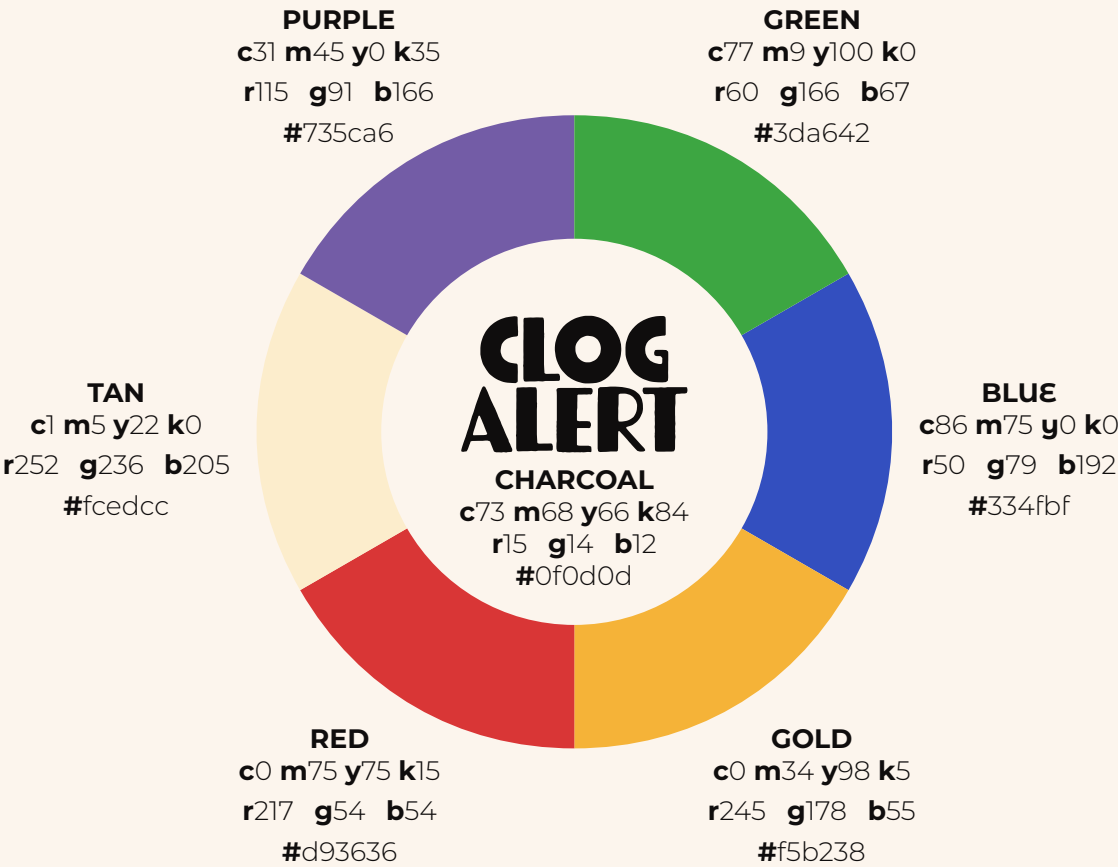 PURPLE
c31 m45 y0 k35
r115 g91 b166
#735ca6
GREEN
c77 m9 y100 k0
r60 g166 b67
#3da642
TAN
c1 m5 y22 k0
r252 g236 b205
#fcedcc
CLOG
ALERT
CHARCOAL
c73 m68 y66 k84
r15 g14 b12
#0f0d0d
BLUE
c86 m75 y0 k0
r50 g79 b192
#334fbf
RED
c0 m75 y75 k15
r217 g54 b54
#d93636
GOLD
c0 m34 y98 k5
r245 g178 b55
#f5b238